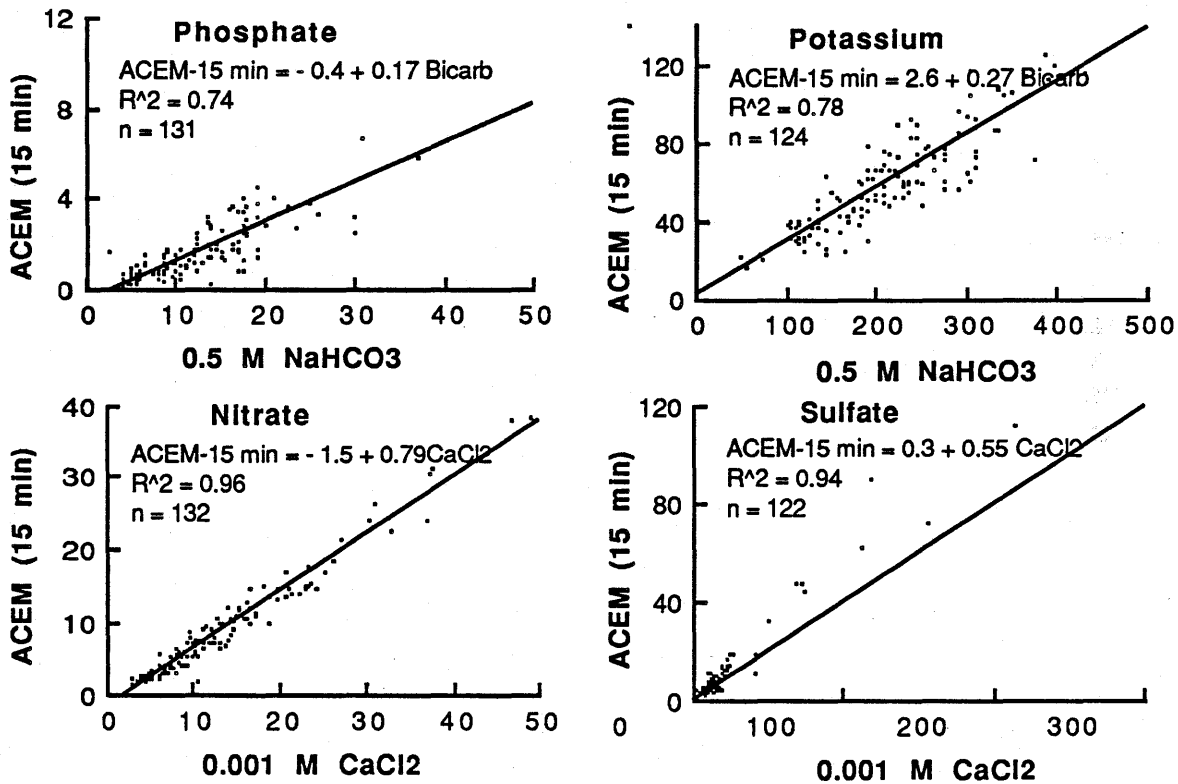 Phosphate
ACEM-15 min = - 0.4 + 0.17 Bicarb
R^2 = 0.74
n = 131
ACEM (15 min)
12
8
4
0
0 10 20 30 40 50
0.5 M NaHCO3
Potassium
ACEM-15 min = 2.6 + 0.27 Bicarb
R^2 = 0.78
n = 124
ACEM (15 min)
120
80
40
0
0 100 200 300 400 500
0.5 M NaHCO3
Nitrate
ACEM-15 min = - 1.5 + 0.79CaCl2
R^2 = 0.96
n = 132
ACEM (15 min)
40
30
20
10
0
0 10 20 30 40 50
0.001 M CaCl2
Sulfate
ACEM-15 min = 0.3 + 0.55 CaCl2
R^2 = 0.94
n = 122
ACEM (15 min)
120
80
40
0
0 100 200 300
0.001 M CaCl2